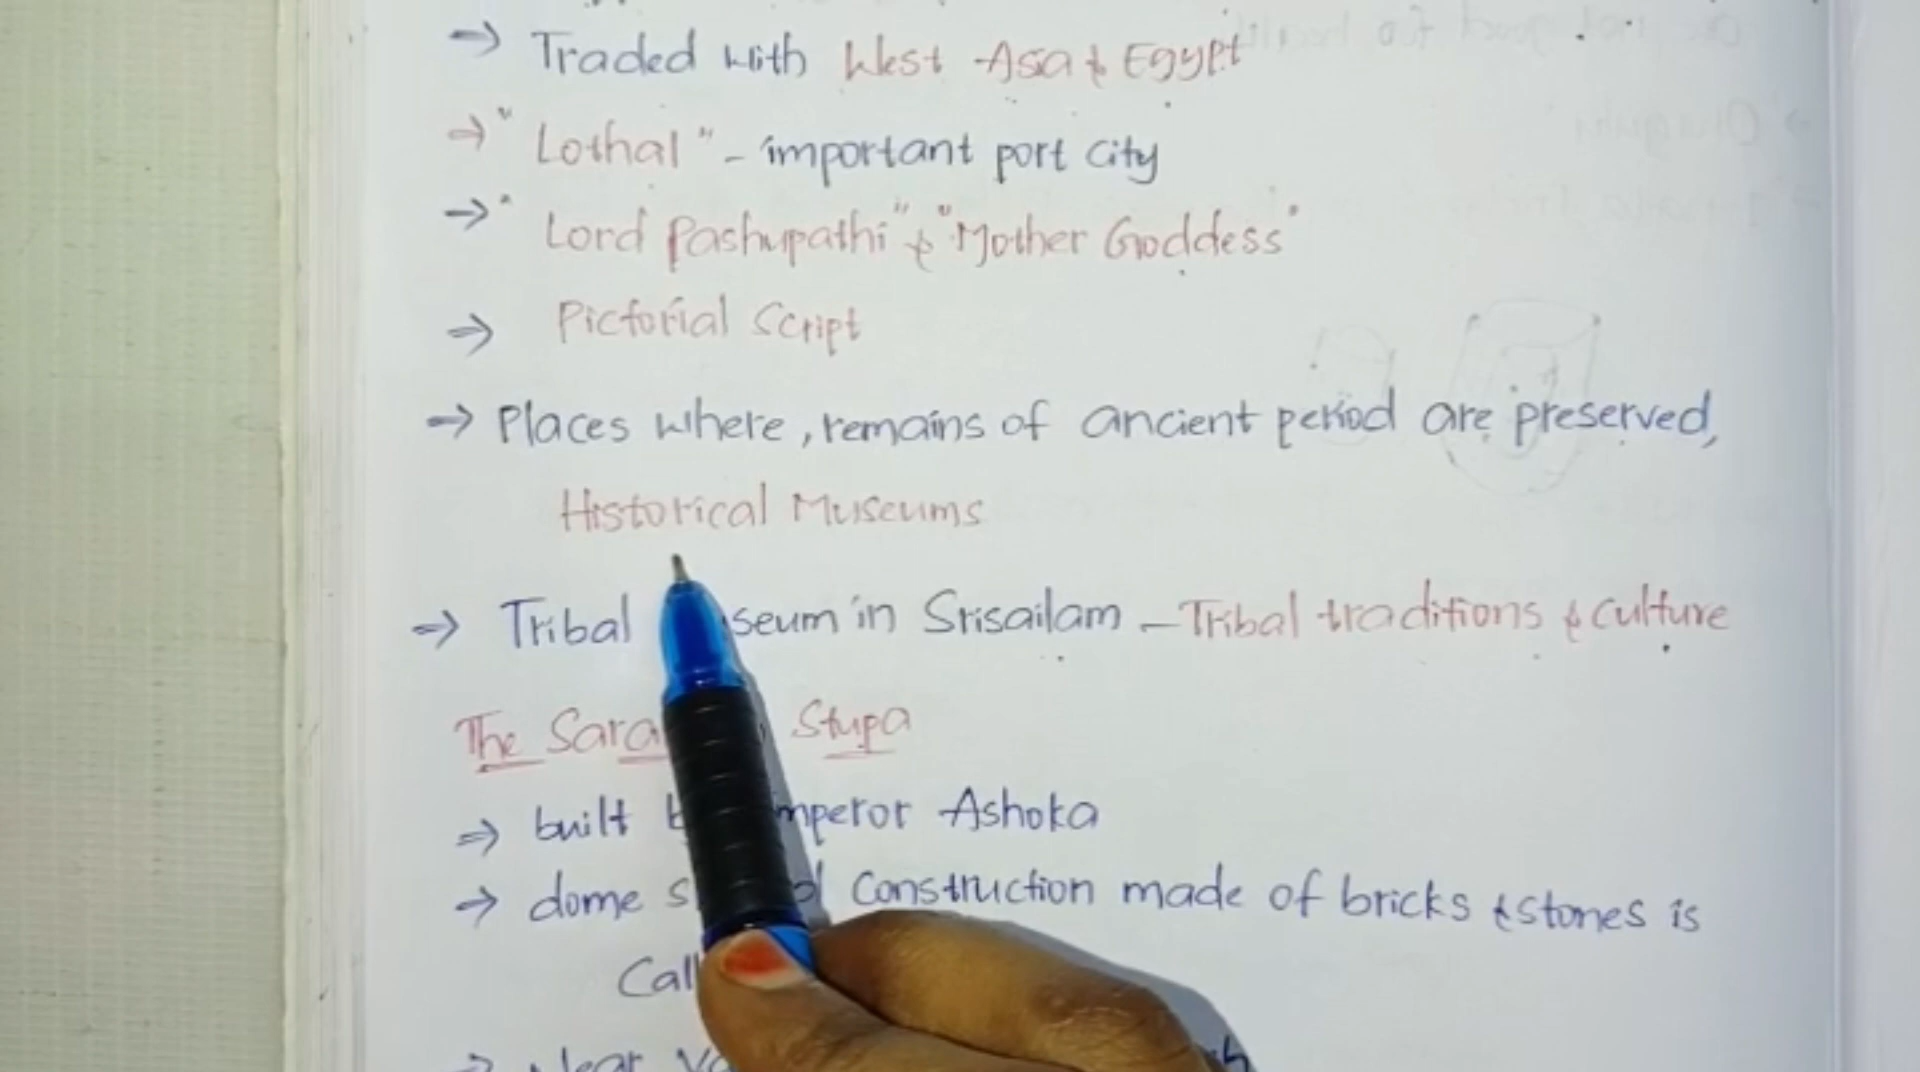 → Traded with West Asia & Egypt
→ "Lothal" - important port city
→ "Lord Pashupathi" & "Mother Goddess"
→ Pictorial Script
→ Places where, remains of ancient period are preserved,
Historical Museums
→ Tribal seum in Srisailam - Tribal traditions & culture
The Sara Stupa
→ built mperor Ashoka
→ dome construction made of bricks & stones is
Call
→ Near